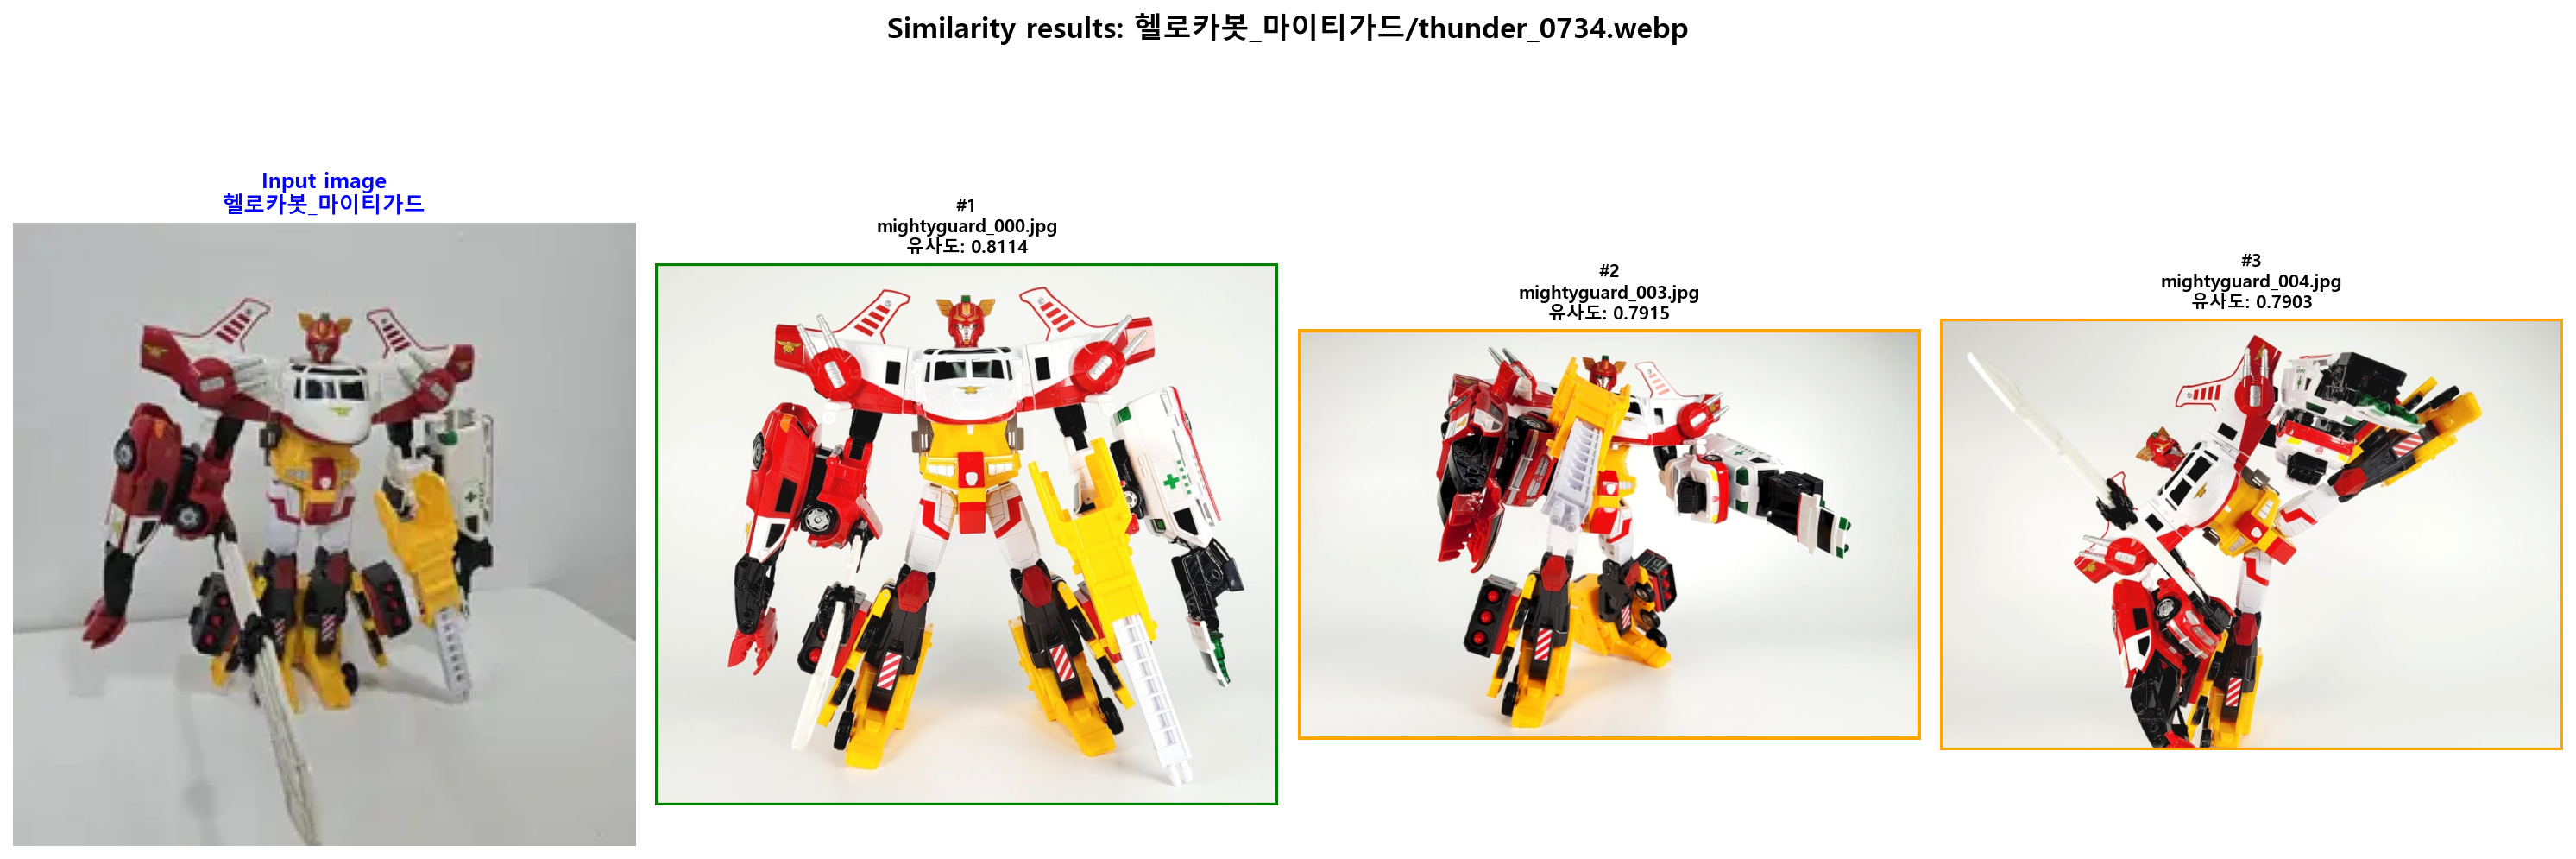 Similarity results: 헬로카봇_마이티가드/thunder_0734.webp
Input image
헬로카봇_마이티가드
#1
mightyguard_000.jpg
유사도: 0.8114
#2
mightyguard_003.jpg
유사도: 0.7915
#3
mightyguard_004.jpg
유사도: 0.7903